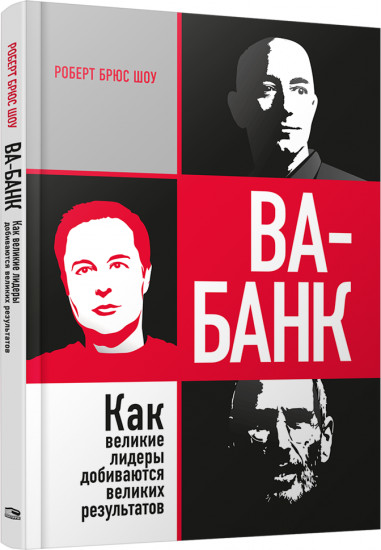 РОБЕРТ БРЮС ШОУ
ВА-БАНК
Как великие лидеры
добиваются великих результатов
РОБЕРТ БРЮС ШОУ
ВА-
БАНК
Как
великие
лидеры
добиваются
великих
результатов